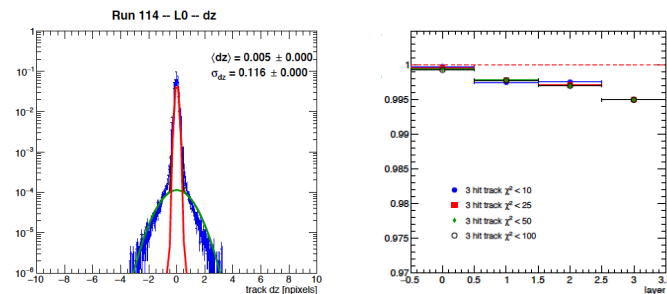 Run 114 -- L0 -- dz
⟨dz⟩ = 0.005 ± 0.000
σdz = 0.116 ± 0.000
10⁻¹
10⁻²
10⁻³
10⁻⁴
10⁻⁵
10⁻⁶
−10 −8 −6 −4 −2 0 2 4 6 8 10
track dz [npixels]
1
0.995
0.99
0.985
0.98
0.975
0.97
3 hit track χ² < 10
3 hit track χ² < 25
3 hit track χ² < 50
3 hit track χ² < 100
−0.5 0 0.5 1 1.5 2 2.5 3 3.
layer